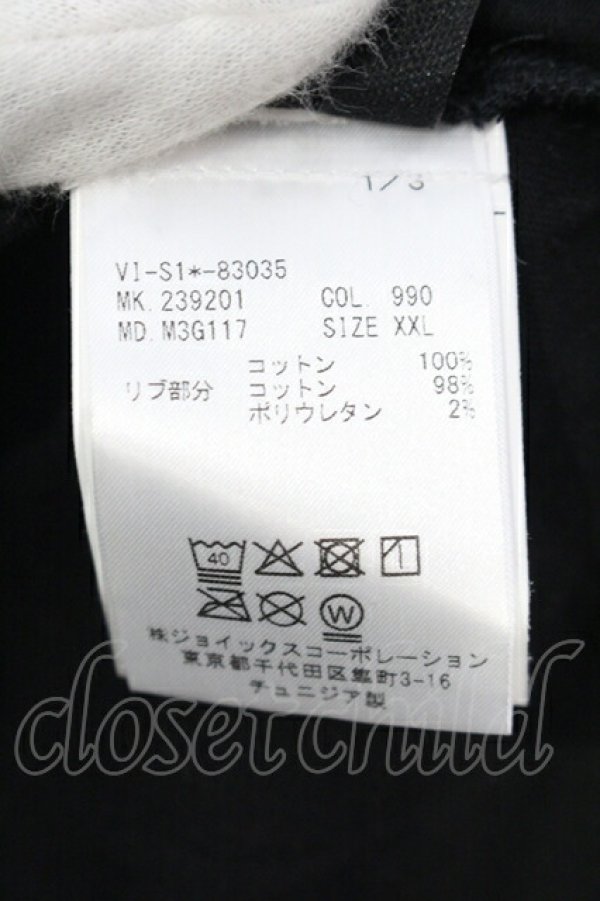 1/3
VI-S1*-83035
MK. 239201 COL. 990
MD. M3G117 SIZE XXL
コットン 100%
リブ部分 コットン 98%
ポリウレタン 2%
40
W
株ジョイックスコーポレーション
東京都千代田区隼町3-16
チュニジア製
closet child